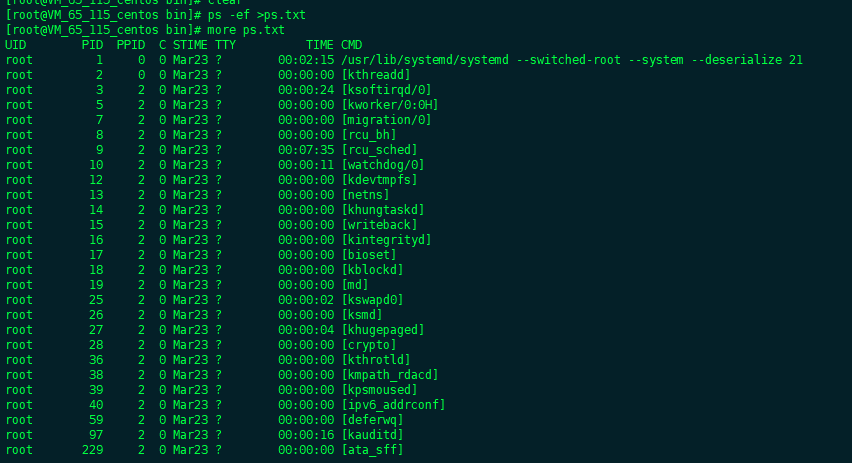 [root@VM_65_115_centos bin]# clear
[root@VM_65_115_centos bin]# ps -ef >ps.txt
[root@VM_65_115_centos bin]# more ps.txt
UID        PID  PPID  C STIME TTY          TIME CMD
root         1     0  0 Mar23 ?        00:02:15 /usr/lib/systemd/systemd --switched-root --system --deserialize 21
root         2     0  0 Mar23 ?        00:00:00 [kthreadd]
root         3     2  0 Mar23 ?        00:00:24 [ksoftirqd/0]
root         5     2  0 Mar23 ?        00:00:00 [kworker/0:0H]
root         7     2  0 Mar23 ?        00:00:00 [migration/0]
root         8     2  0 Mar23 ?        00:00:00 [rcu_bh]
root         9     2  0 Mar23 ?        00:07:35 [rcu_sched]
root        10     2  0 Mar23 ?        00:00:11 [watchdog/0]
root        12     2  0 Mar23 ?        00:00:00 [kdevtmpfs]
root        13     2  0 Mar23 ?        00:00:00 [netns]
root        14     2  0 Mar23 ?        00:00:00 [khungtaskd]
root        15     2  0 Mar23 ?        00:00:00 [writeback]
root        16     2  0 Mar23 ?        00:00:00 [kintegrityd]
root        17     2  0 Mar23 ?        00:00:00 [bioset]
root        18     2  0 Mar23 ?        00:00:00 [kblockd]
root        19     2  0 Mar23 ?        00:00:00 [md]
root        25     2  0 Mar23 ?        00:00:02 [kswapd0]
root        26     2  0 Mar23 ?        00:00:00 [ksmd]
root        27     2  0 Mar23 ?        00:00:04 [khugepaged]
root        28     2  0 Mar23 ?        00:00:00 [crypto]
root        36     2  0 Mar23 ?        00:00:00 [kthrotld]
root        38     2  0 Mar23 ?        00:00:00 [kmpath_rdacd]
root        39     2  0 Mar23 ?        00:00:00 [kpsmoused]
root        40     2  0 Mar23 ?        00:00:00 [ipv6_addrconf]
root        59     2  0 Mar23 ?        00:00:00 [deferwq]
root        97     2  0 Mar23 ?        00:00:16 [kauditd]
root       229     2  0 Mar23 ?        00:00:00 [ata_sff]